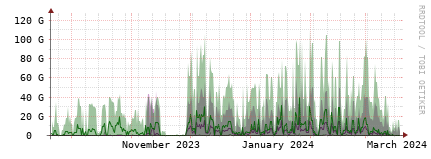 120 G
100 G
80 G
60 G
40 G
20 G
0
November 2023 January 2024 March 2024
RRDTOOL / TOBI OETIKER